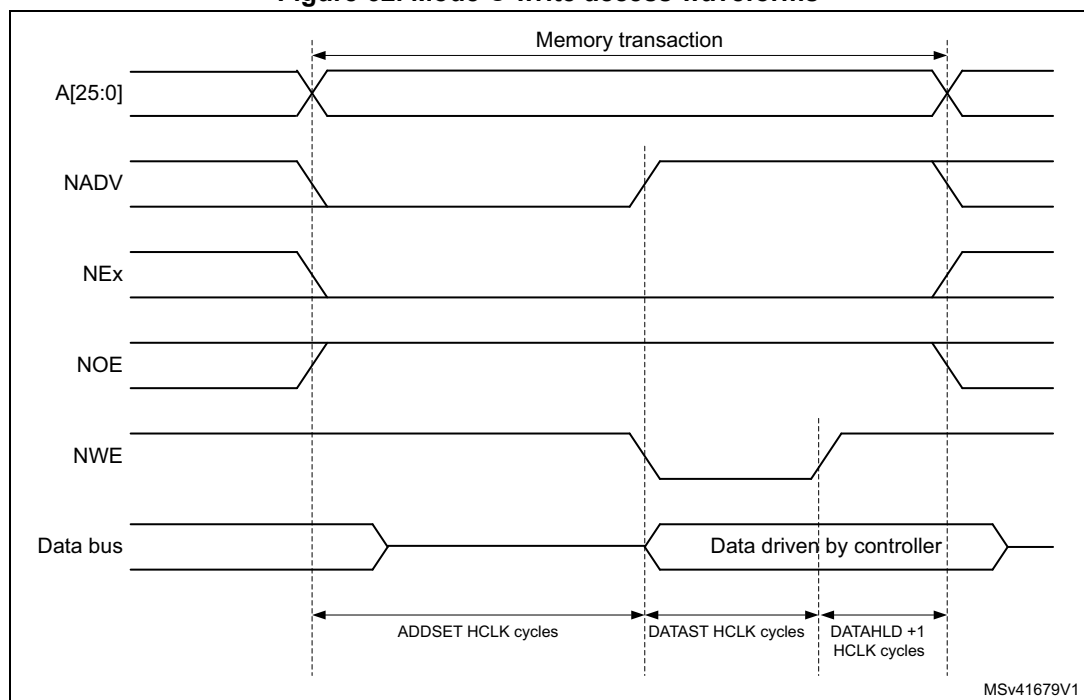 Memory transaction
A[25:0]
NADV
NEx
NOE
NWE
Data bus
Data driven by controller
ADDSET HCLK cycles
DATAST HCLK cycles
DATAHLD +1
HCLK cycles
MSv41679V1